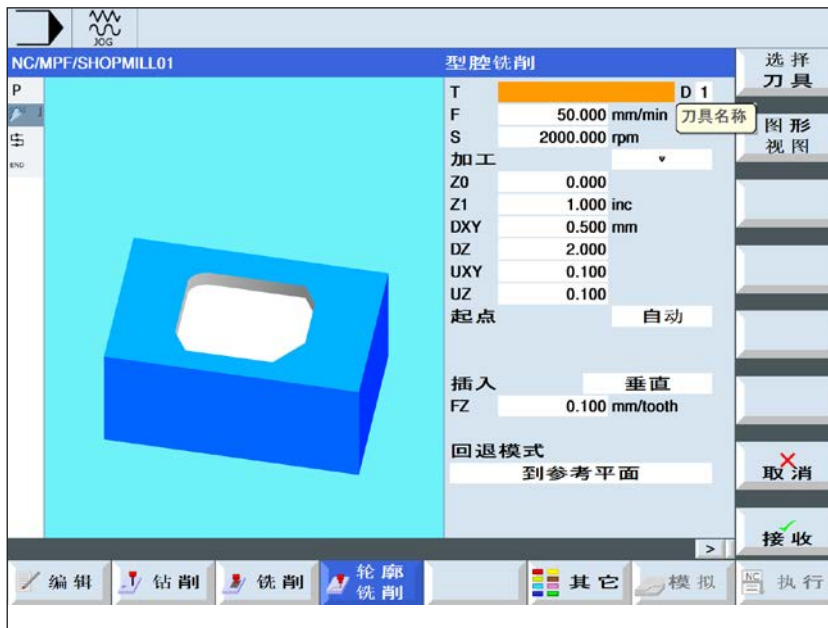 JOG
NC/MPF/SHOPMILL01
型腔铣削
选择
刀具
P
END
T D 1
F 50.000 mm/min
刀具名称
S 2000.000 rpm
图形
视图
加工 ▼
Z0 0.000
Z1 1.000 inc
DXY 0.500 mm
DZ 2.000
UXY 0.100
UZ 0.100
起点 自动
插入 垂直
FZ 0.100 mm/tooth
回退模式
到参考平面
取消
接收
>
编辑
钻削
铣削
轮廓
铣削
其它
模拟
NC
执行